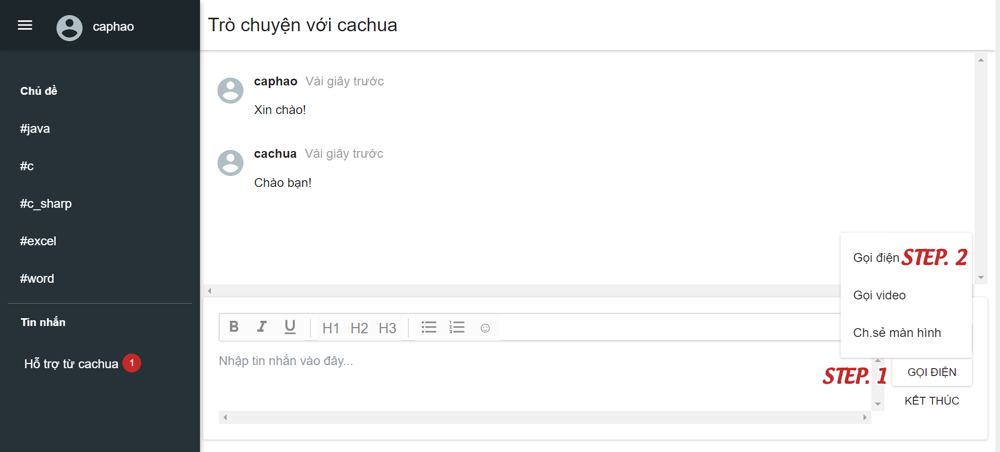 caphao
Chủ đề
#java
#c
#c_sharp
#excel
#word
Tin nhắn
Hỗ trợ từ cachua 1
Trò chuyện với cachua
caphao Vài giây trước
Xin chào!
cachua Vài giây trước
Chào bạn!
Gọi điện STEP. 2
Gọi video
Ch.sẻ màn hình
B I U H1 H2 H3
Nhập tin nhắn vào đây...
STEP. 1 GỌI ĐIỆN
KẾT THÚC